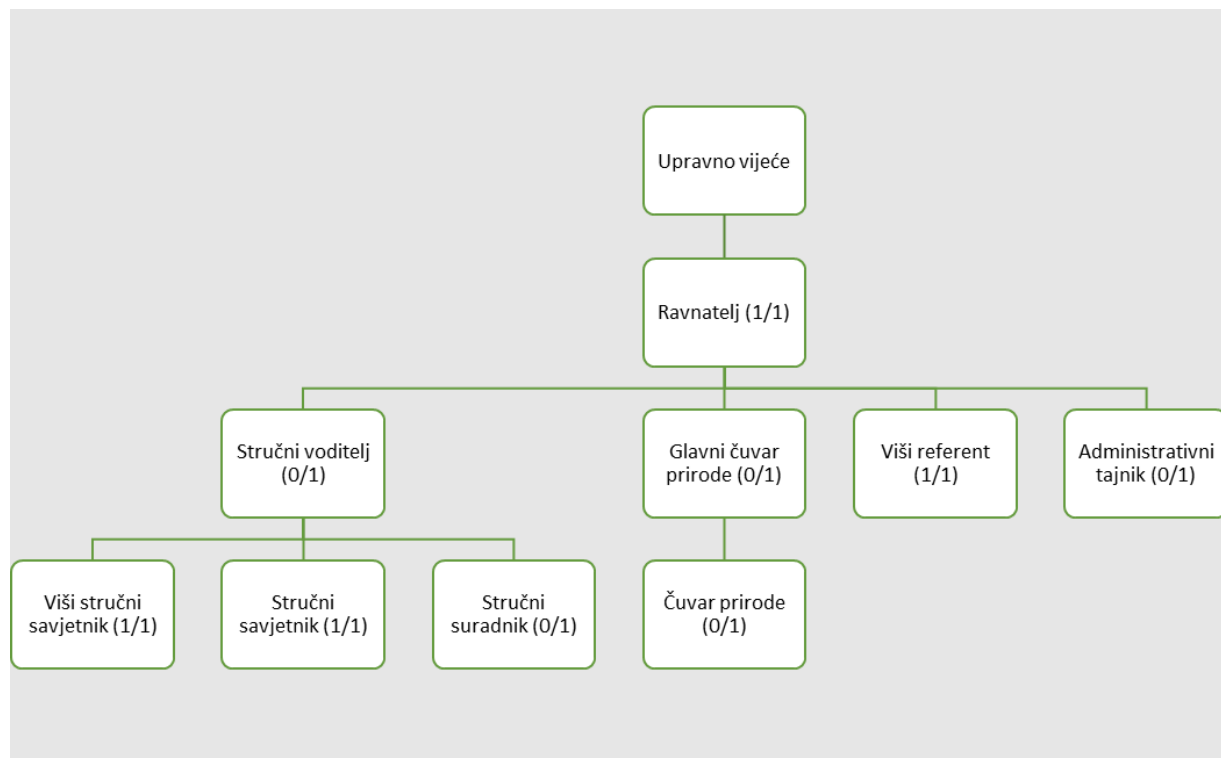 Upravno vijeće
Ravnatelj (1/1)
Stručni voditelj
(0/1)
Glavni čuvar
prirode (0/1)
Viši referent
(1/1)
Administrativni
tajnik (0/1)
Viši stručni
savjetnik (1/1)
Stručni
savjetnik (1/1)
Stručni
suradnik (0/1)
Čuvar prirode
(0/1)